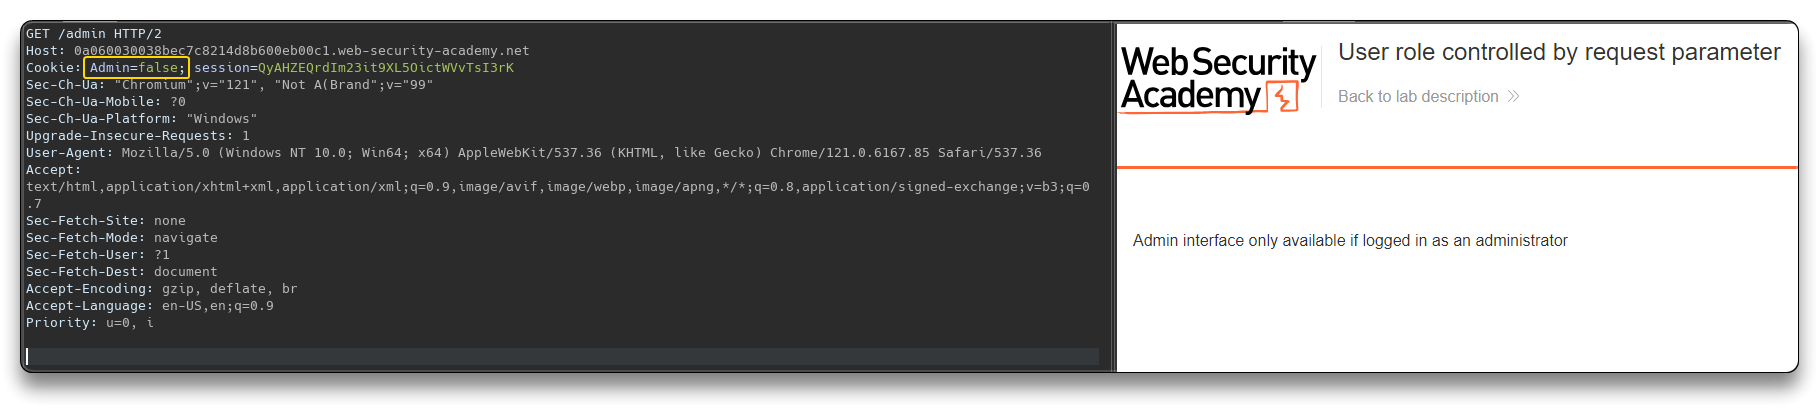 GET /admin HTTP/2
Host: 0a060030038bec7c8214d8b600eb00c1.web-security-academy.net
Cookie: Admin=false; session=QyAHZEQrdIm23it9XL5OictWVvTsI3rK
Sec-Ch-Ua: "Chromium";v="121", "Not A(Brand";v="99"
Sec-Ch-Ua-Mobile: ?0
Sec-Ch-Ua-Platform: "Windows"
Upgrade-Insecure-Requests: 1
User-Agent: Mozilla/5.0 (Windows NT 10.0; Win64; x64) AppleWebKit/537.36 (KHTML, like Gecko) Chrome/121.0.6167.85 Safari/537.36
Accept:
text/html,application/xhtml+xml,application/xml;q=0.9,image/avif,image/webp,image/apng,*/*;q=0.8,application/signed-exchange;v=b3;q=0
.7
Sec-Fetch-Site: none
Sec-Fetch-Mode: navigate
Sec-Fetch-User: ?1
Sec-Fetch-Dest: document
Accept-Encoding: gzip, deflate, br
Accept-Language: en-US,en;q=0.9
Priority: u=0, i
Web Security
Academy
User role controlled by request parameter
Back to lab description
Admin interface only available if logged in as an administrator